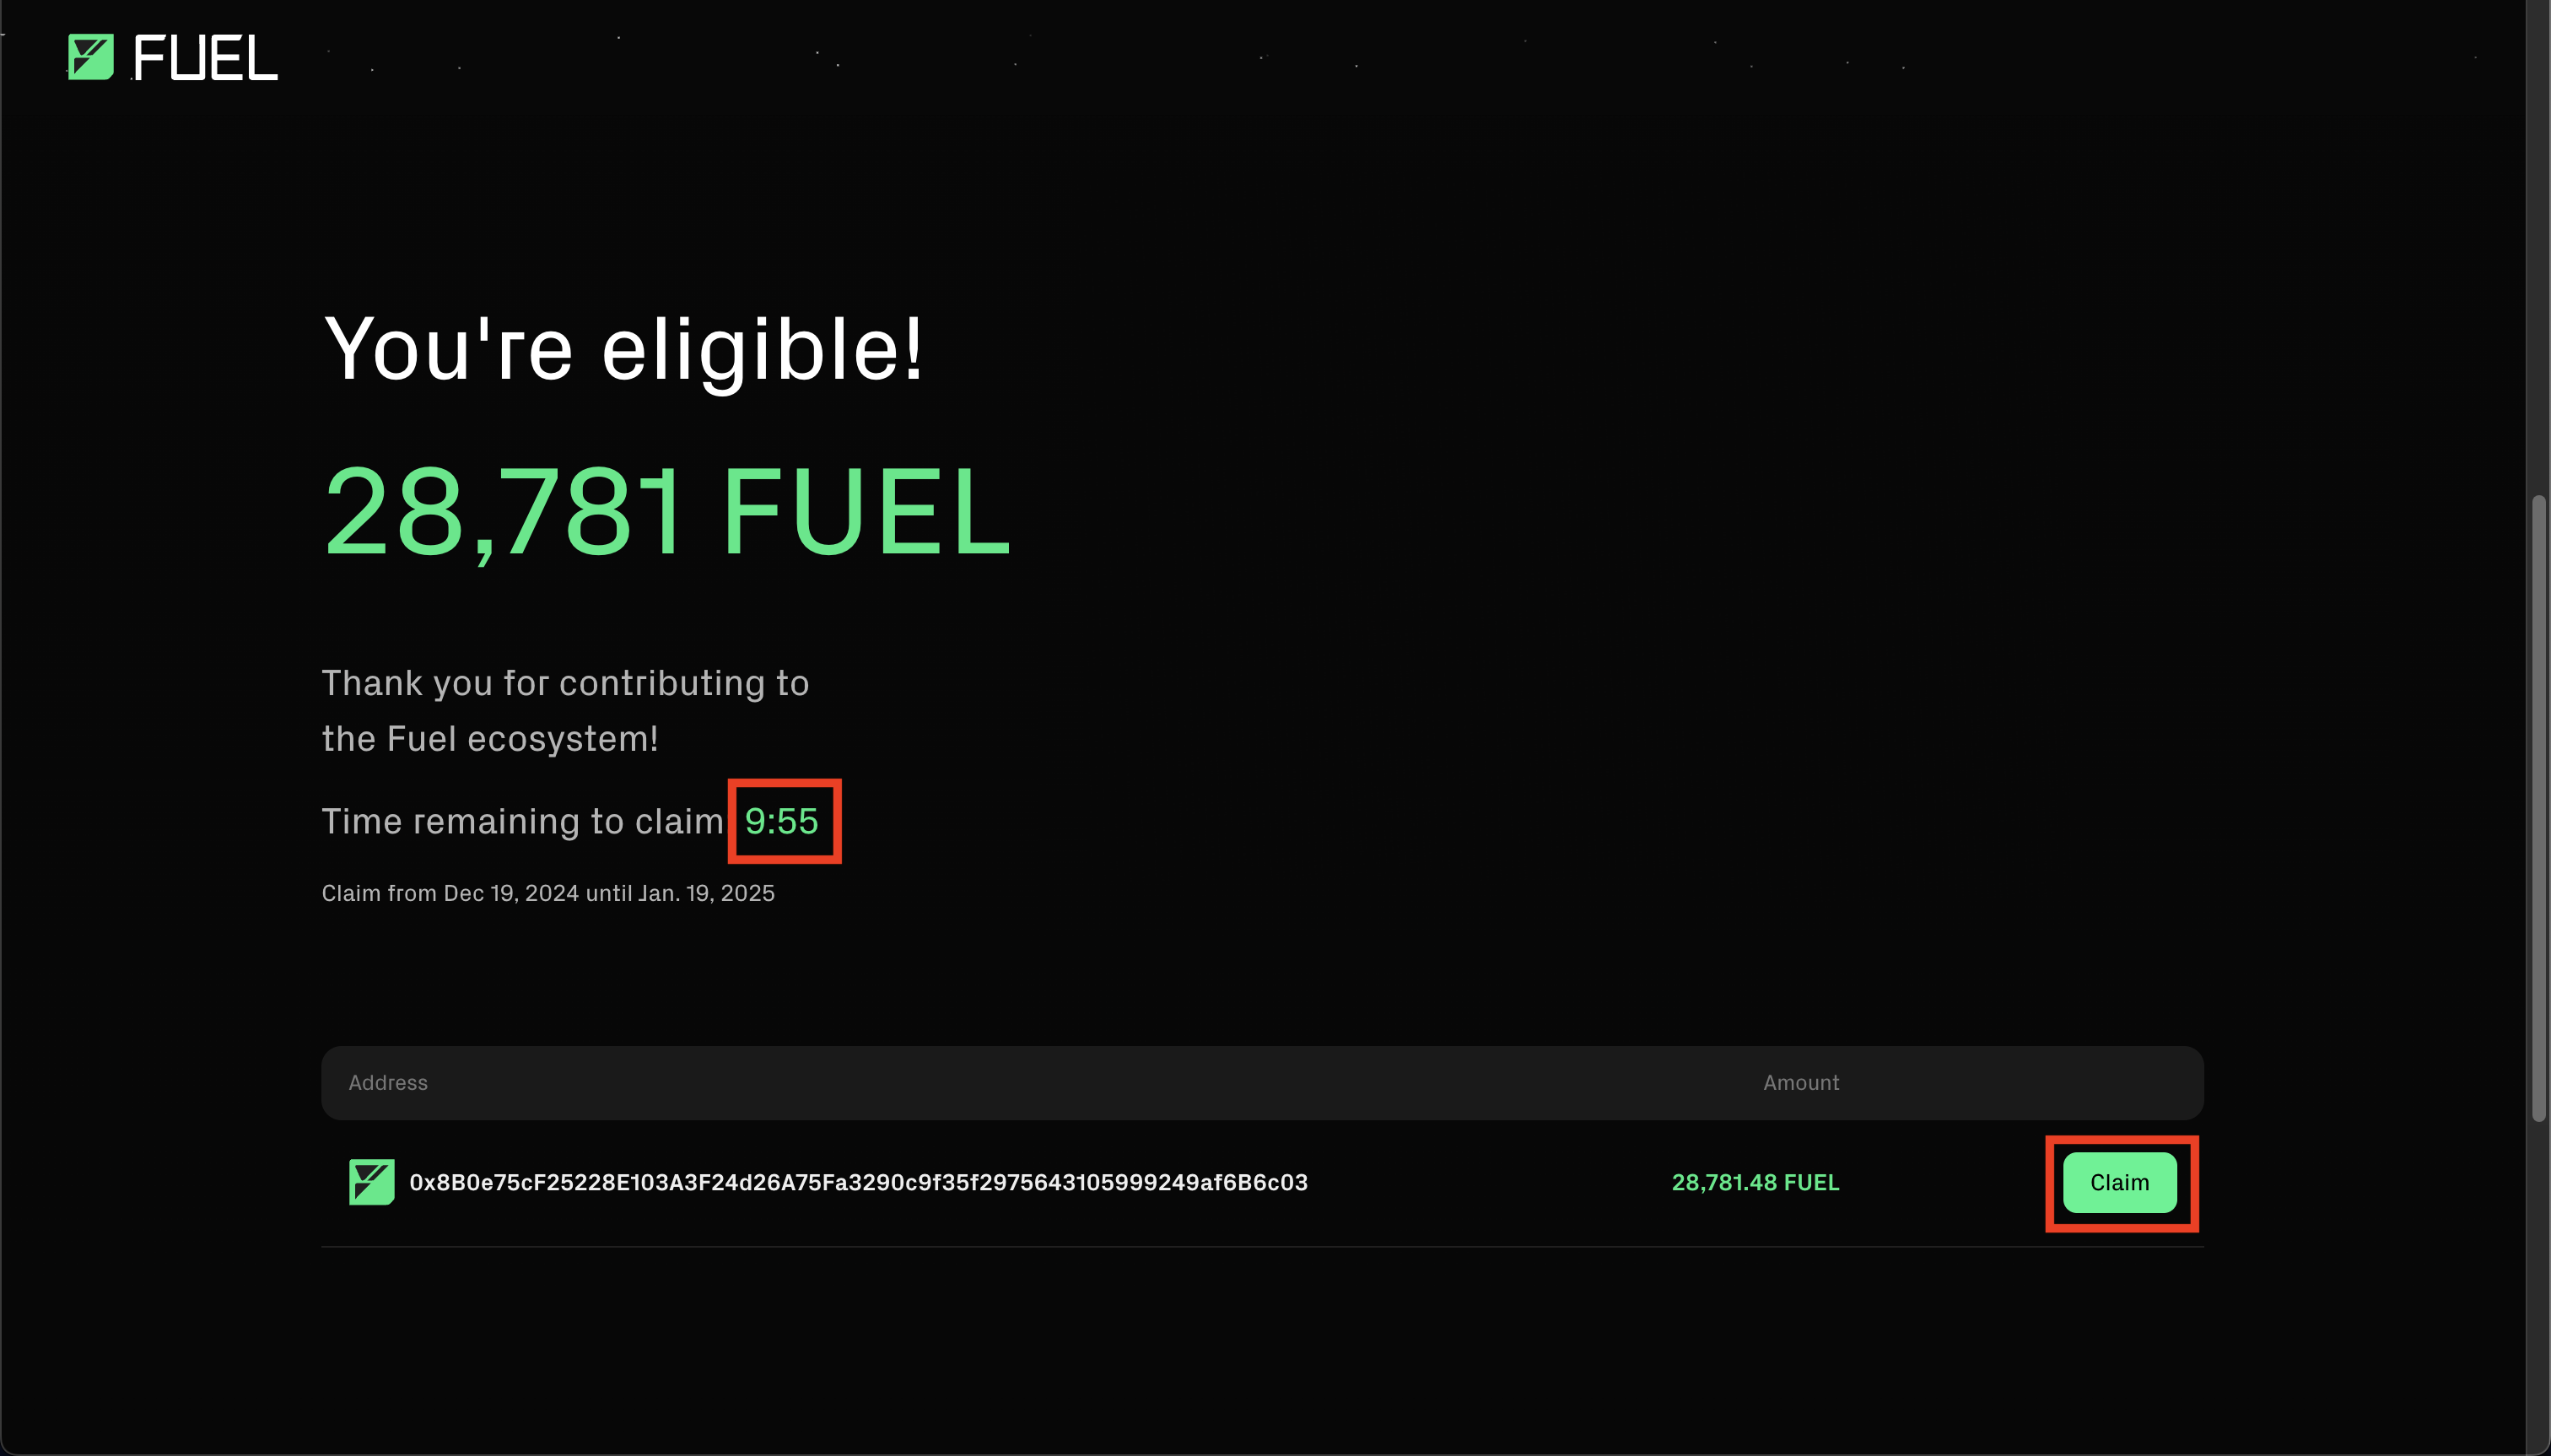 FUEL
You're eligible!
28,781 FUEL
Thank you for contributing to
the Fuel ecosystem!
Time remaining to claim 9:55
Claim from Dec 19, 2024 until Jan. 19, 2025
Address Amount
0x8B0e75cF25228E103A3F24d26A75Fa3290c9f35f2975643105999249af6B6c03 28,781.48 FUEL Claim